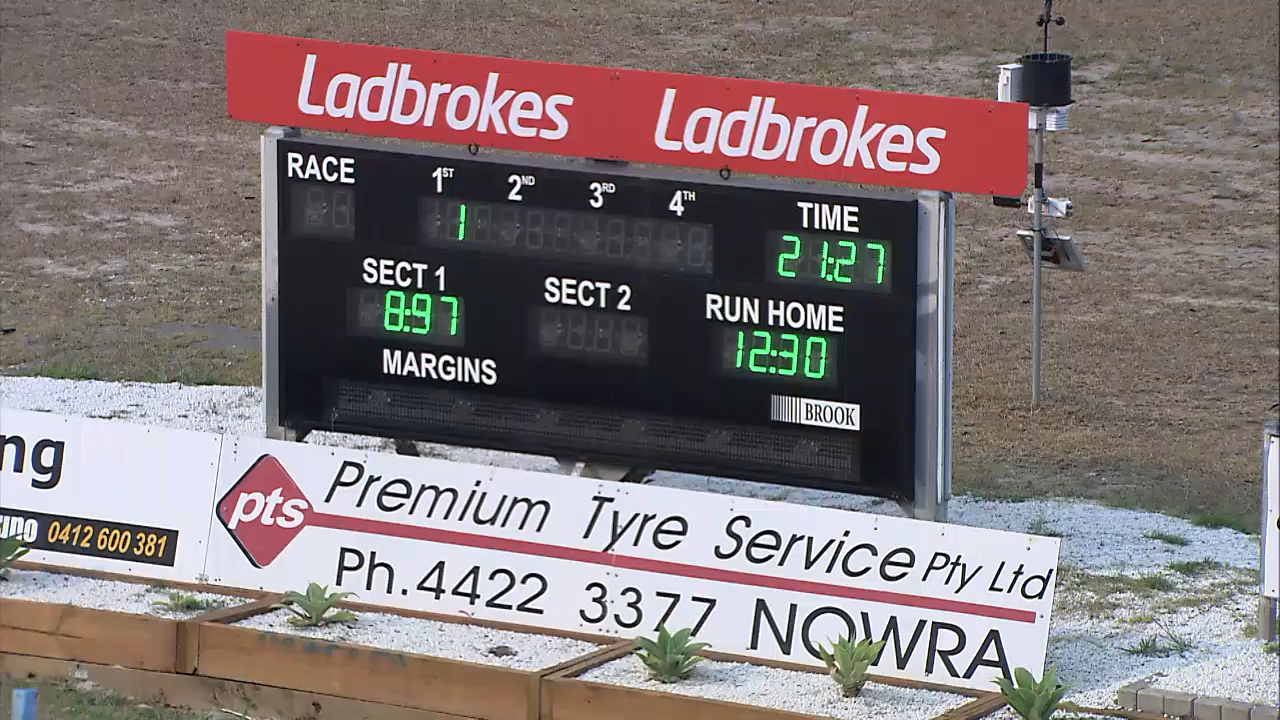 Ladbrokes Ladbrokes
RACE 1ST 2ND 3RD 4TH TIME
1 21:27
SECT 1 SECT 2 RUN HOME
8:97 12:30
MARGINS
BROOK
ng
0412 600 381
pts Premium Tyre Service Pty Ltd
Ph.4422 3377 NOWRA